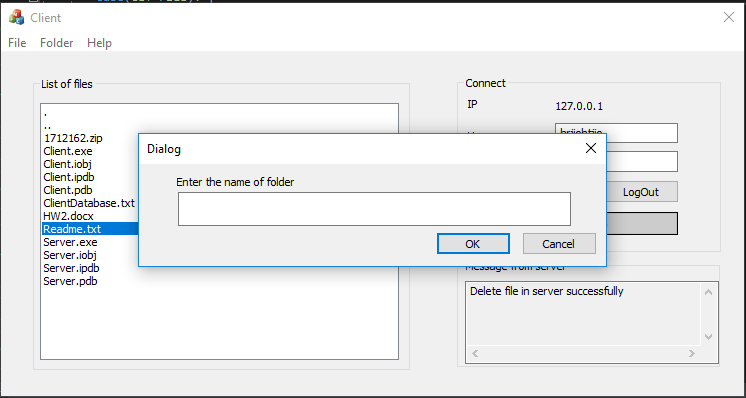 Client
File Folder Help
List of files
.
..
1712162.zip
Client.exe
Client.iobj
Client.ipdb
Client.pdb
ClientDatabase.txt
HW2.docx
Readme.txt
Server.exe
Server.iobj
Server.ipdb
Server.pdb
Connect
IP 127.0.0.1
LogOut
Message from server
Delete file in server successfully
Dialog
Enter the name of folder
OK Cancel